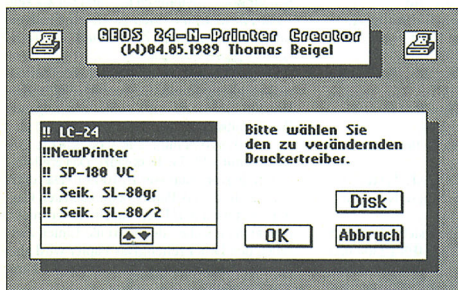 GEOS 24-N-Printer Creator
(W)04.05.1989 Thomas Beigel
!! LC-24
!!NewPrinter
!! SP-180 VC
!! Seik. SL-80gr
!! Seik. SL-80/2
Bitte wählen Sie
den zu verändernden
Druckertreiber.
Disk
OK
Abbruch